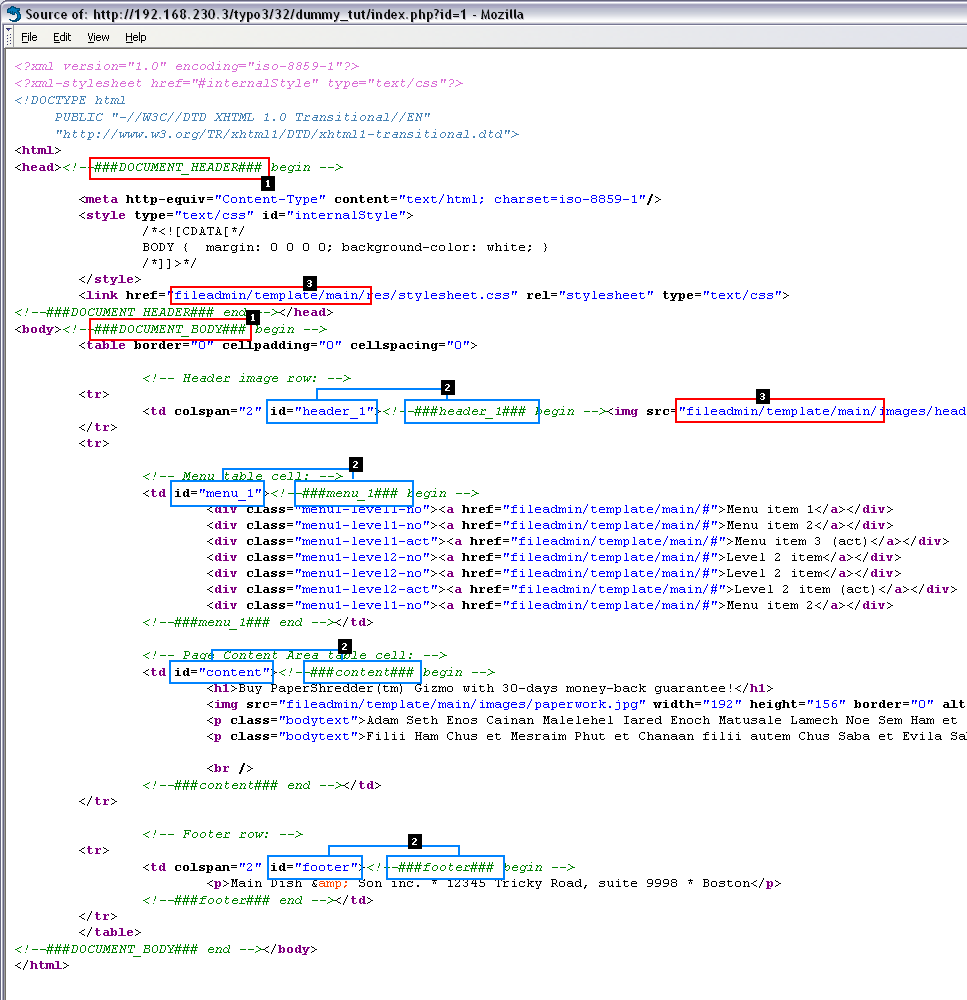 Source of: http://192.168.230.3/typo3/32/dummy_tut/index.php?id=1 - Mozilla
File Edit View Help
<?xml version="1.0" encoding="iso-8859-1"?>
<?xml-stylesheet href="#internalStyle" type="text/css"?>
<!DOCTYPE html
PUBLIC "-//W3C//DTD XHTML 1.0 Transitional//EN"
"http://www.w3.org/TR/xhtml1/DTD/xhtml1-transitional.dtd">
<html>
<head><!--###DOCUMENT_HEADER### begin -->
1
<meta http-equiv="Content-Type" content="text/html; charset=iso-8859-1"/>
<style type="text/css" id="internalStyle">
/*<![CDATA[*/
BODY { margin: 0 0 0 0; background-color: white; }
/*]]>*/
</style>
3
<link href="fileadmin/template/main/res/stylesheet.css" rel="stylesheet" type="text/css">
<!--###DOCUMENT_HEADER### end --></head>
1
<body><!--###DOCUMENT_BODY### begin -->
<table border="0" cellpadding="0" cellspacing="0">
<!-- Header image row: -->
2
<tr>
3
<td colspan="2" id="header_1"><!--###header_1### begin --><img src="fileadmin/template/main/images/head
</tr>
<tr>
2
<!-- Menu table cell: -->
<td id="menu_1"><!--###menu_1### begin -->
<div class="menu1-level1-no"><a href="fileadmin/template/main/#">Menu item 1</a></div>
<div class="menu1-level1-no"><a href="fileadmin/template/main/#">Menu item 2</a></div>
<div class="menu1-level1-act"><a href="fileadmin/template/main/#">Menu item 3 (act)</a></div>
<div class="menu1-level2-no"><a href="fileadmin/template/main/#">Level 2 item</a></div>
<div class="menu1-level2-no"><a href="fileadmin/template/main/#">Level 2 item</a></div>
<div class="menu1-level2-act"><a href="fileadmin/template/main/#">Level 2 item (act)</a></div>
<div class="menu1-level1-no"><a href="fileadmin/template/main/#">Menu item 2</a></div>
<!--###menu_1### end --></td>
2
<!-- Page Content Area table cell: -->
<td id="content"><!--###content### begin -->
<h1>Buy PaperShredder(tm) Gizmo with 30-days money-back guarantee!</h1>
<img src="fileadmin/template/main/images/paperwork.jpg" width="192" height="156" border="0" alt
<p class="bodytext">Adam Seth Enos Cainan Malelehel Iared Enoch Matusale Lamech Noe Sem Ham et
<p class="bodytext">Filii Ham Chus et Mesraim Phut et Chanaan filii autem Chus Saba et Evila Sa
<br />
<!--###content### end --></td>
</tr>
<!-- Footer row: -->
2
<tr>
<td colspan="2" id="footer"><!--###footer### begin -->
<p>Main Dish &amp; Son inc. * 12345 Tricky Road, suite 9998 * Boston</p>
<!--###footer### end --></td>
</tr>
</table>
<!--###DOCUMENT_BODY### end --></body>
</html>